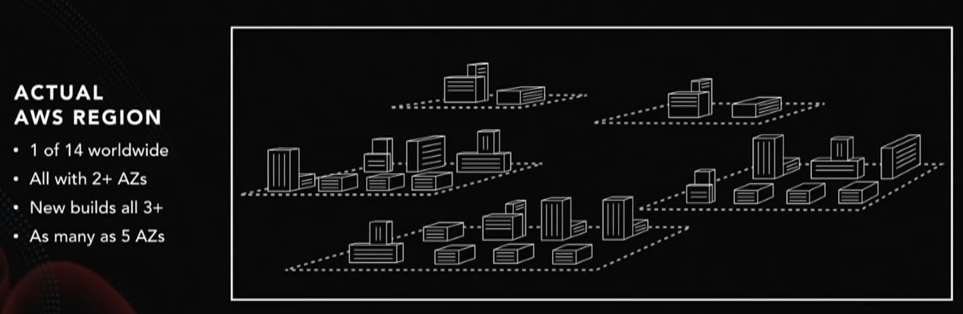 ACTUAL
AWS REGION
• 1 of 14 worldwide
• All with 2+ AZs
• New builds all 3+
• As many as 5 AZs